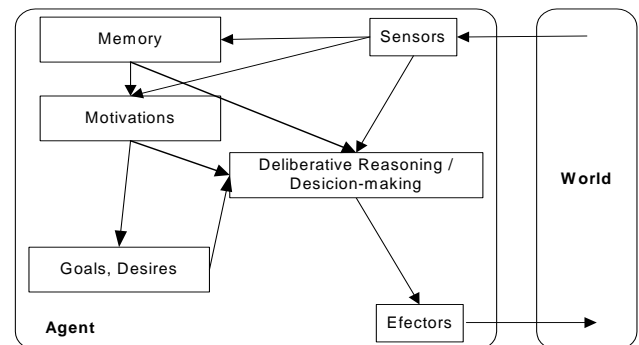 Memory
Sensors
Motivations
Deliberative Reasoning /
Desicion-making
World
Goals, Desires
Efectors
Agent